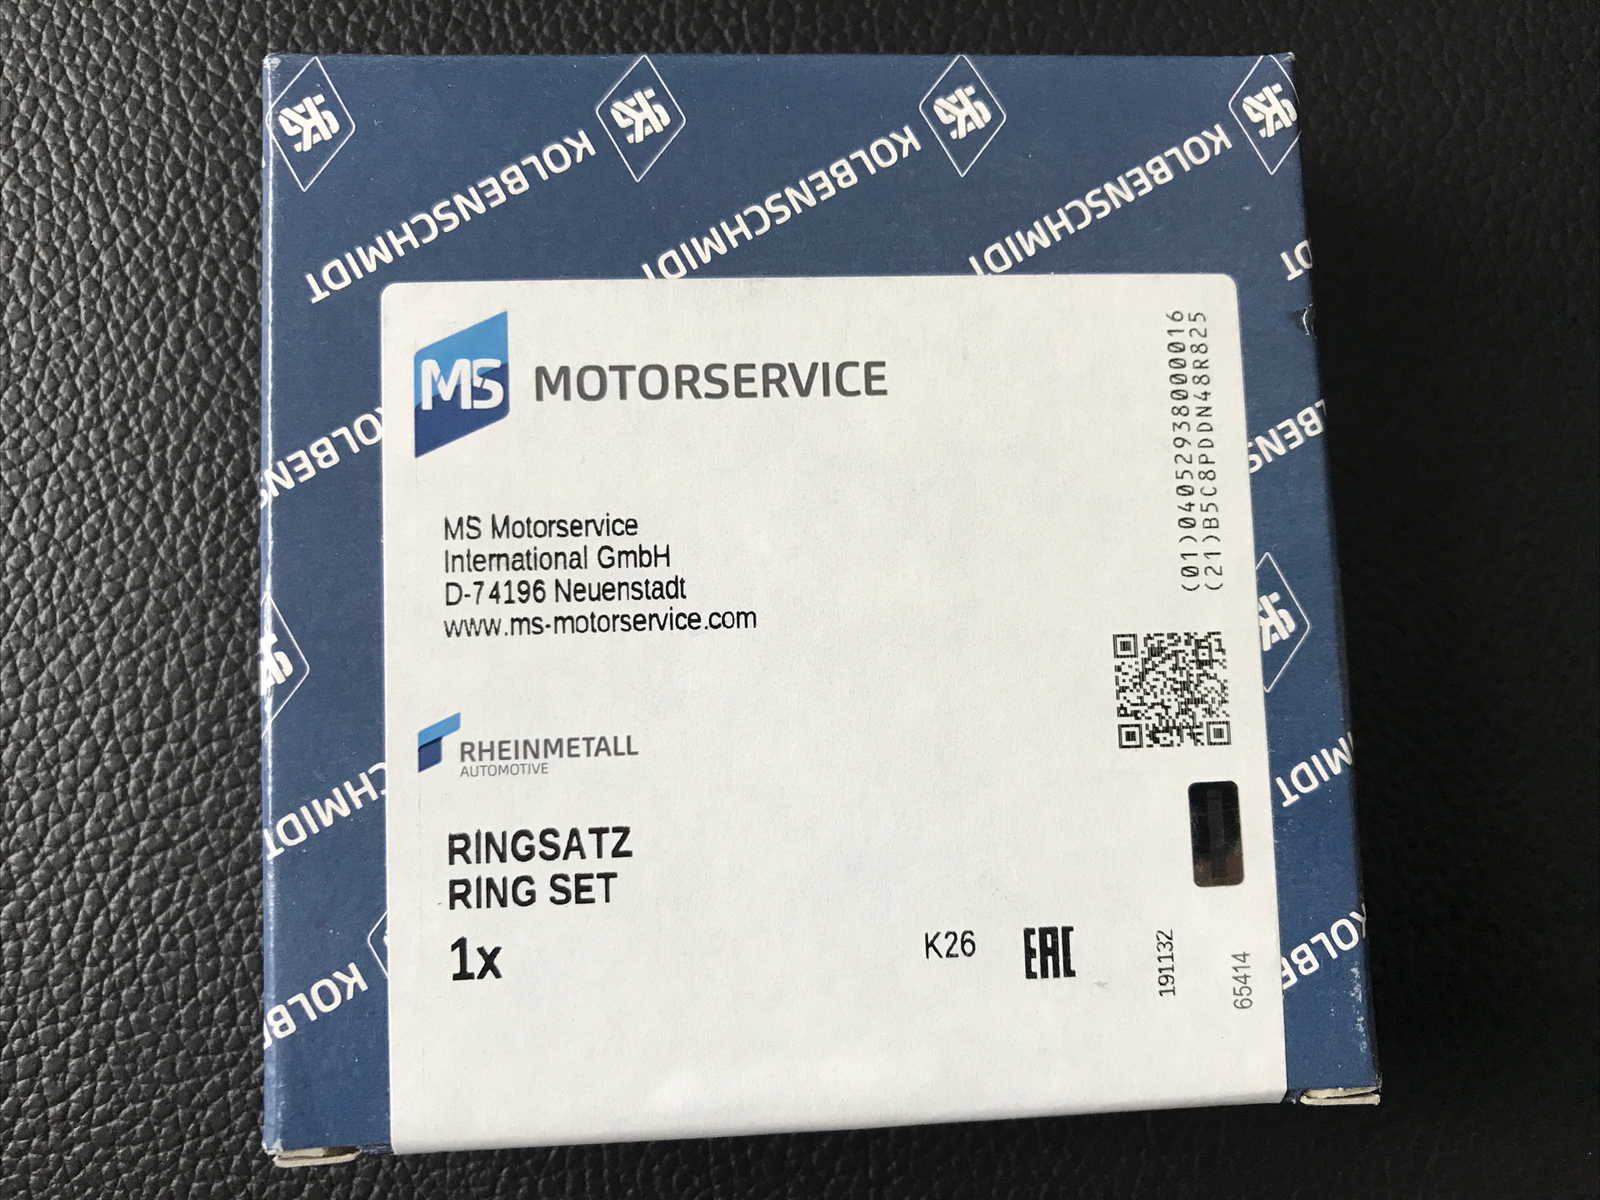 KOLBENSCHMIDT
KOLBENSCHMIDT
KOLBENSCHMIDT
MS MOTORSERVICE
(01)04052938000016
(21)B5C8PDDN48R825
MS Motorservice
International GmbH
D-74196 Neuenstadt
www.ms-motorservice.com
RHEINMETALL
AUTOMOTIVE
RINGSATZ
RING SET
1x
K26
EAC
191132
65414